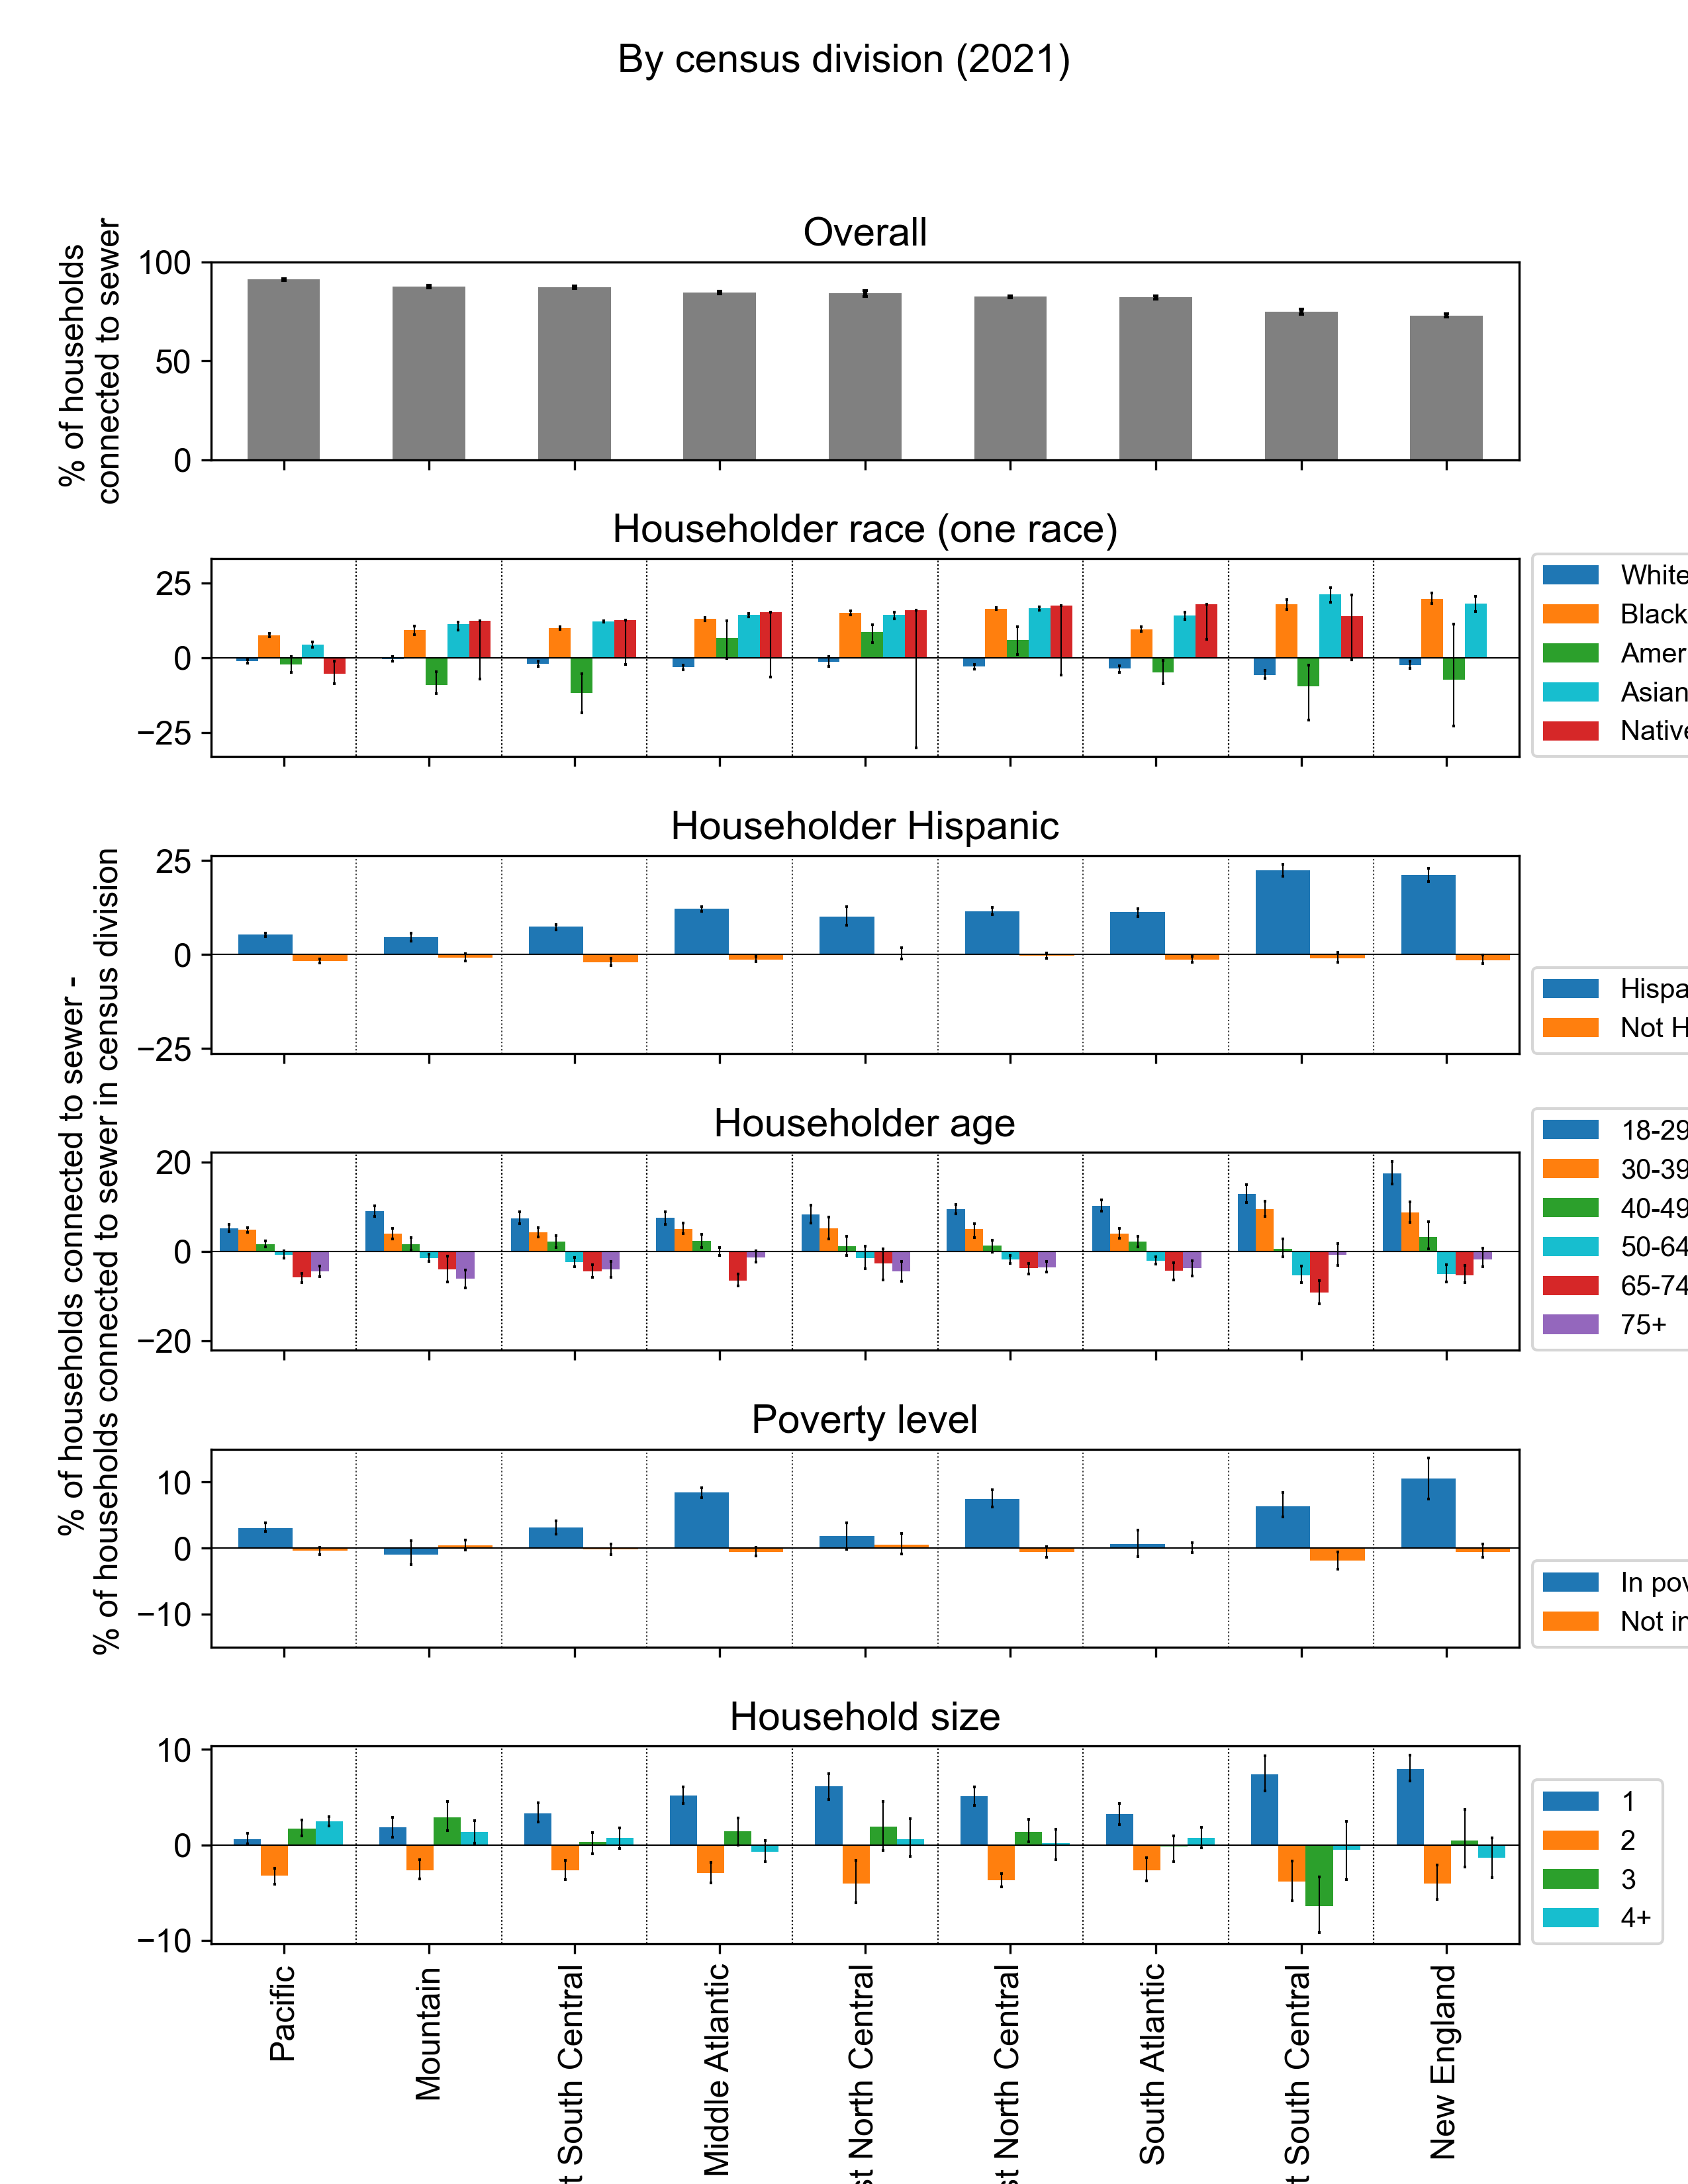 By census division (2021)
Overall
% of households
connected to sewer
100
50
0
Householder race (one race)
25
0
−25
White
Black
Amer
Asian
Native
% of households connected to sewer -
% of households connected to sewer in census division
Householder Hispanic
25
0
−25
Hispa
Not H
Householder age
20
0
−20
18-29
30-39
40-49
50-64
65-74
75+
Poverty level
10
0
−10
In pov
Not in
Household size
10
0
−10
1
2
3
4+
Pacific
Mountain
t South Central
Middle Atlantic
st North Central
st North Central
South Atlantic
t South Central
New England